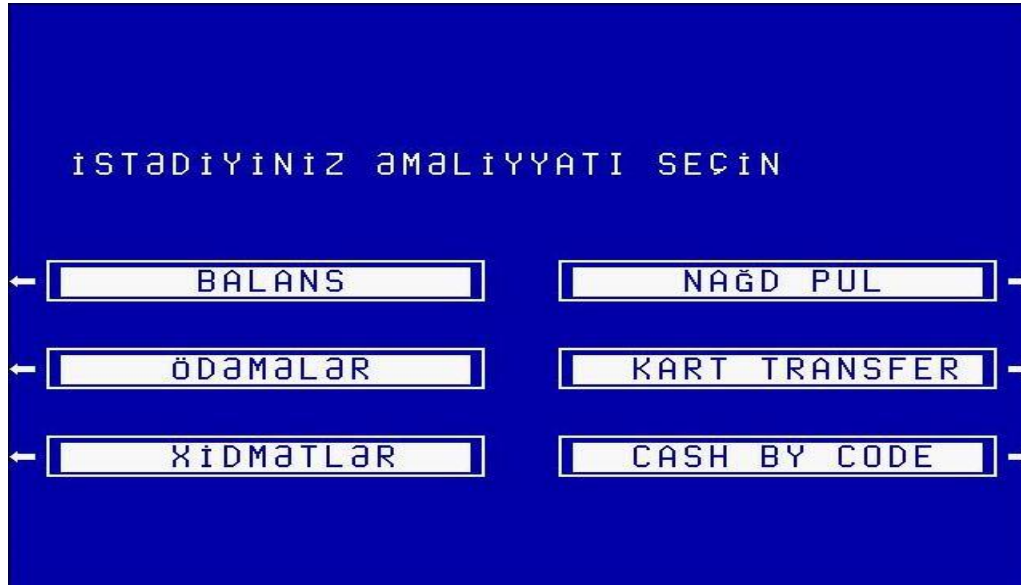 İSTƏDİYİNİZ ƏMƏLİYYATI SEÇİN
BALANS
NAĞD PUL
ÖDƏMƏLƏR
KART TRANSFER
XİDMƏTLƏR
CASH BY CODE